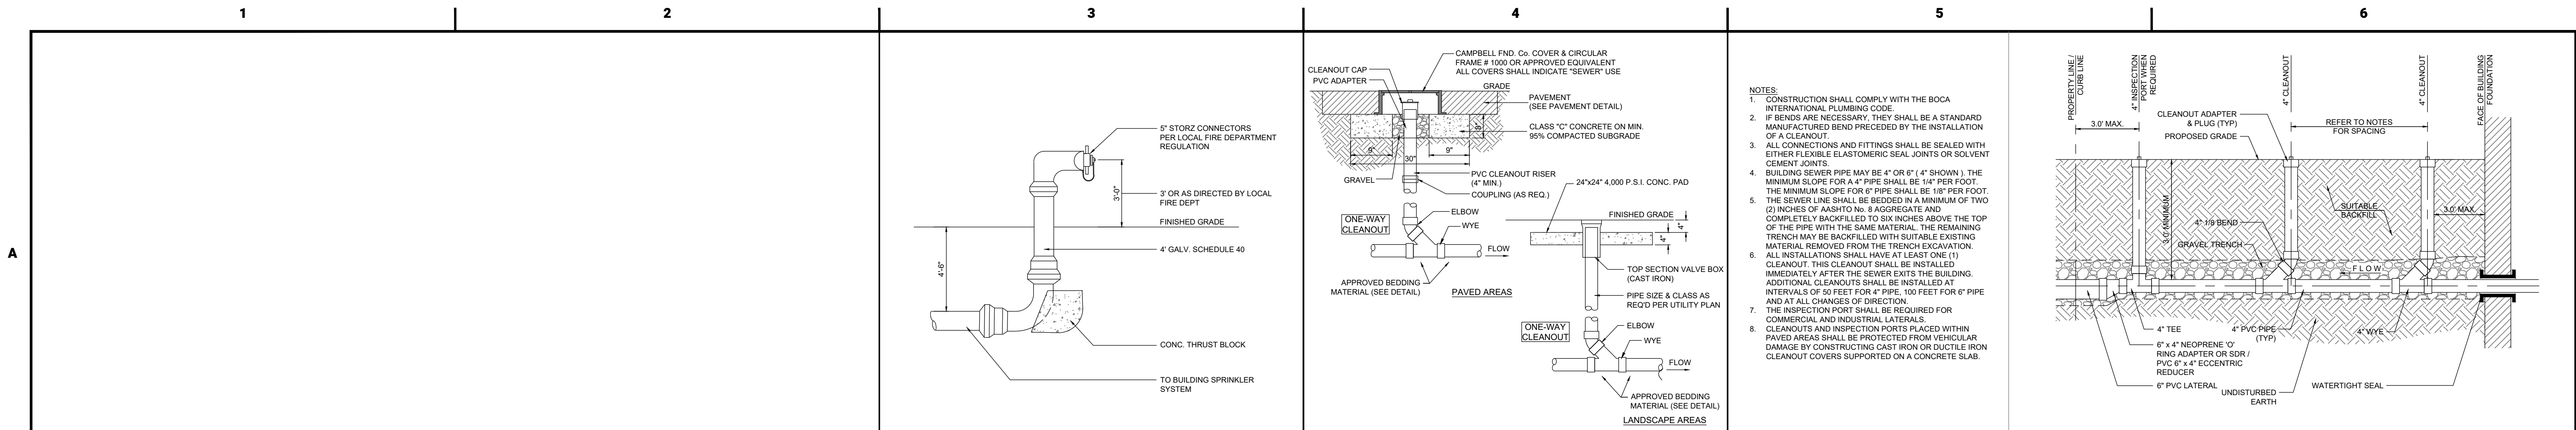 1
2
3
4
5
6
A
5" STORZ CONNECTORS
PER LOCAL FIRE DEPARTMENT
REGULATION
3'-0"
3' OR AS DIRECTED BY LOCAL
FIRE DEPT
FINISHED GRADE
4' GALV. SCHEDULE 40
4'-6"
CONC. THRUST BLOCK
TO BUILDING SPRINKLER
SYSTEM
CAMPBELL FND. Co. COVER & CIRCULAR
FRAME # 1000 OR APPROVED EQUIVALENT
ALL COVERS SHALL INDICATE "SEWER" USE
CLEANOUT CAP
PVC ADAPTER
GRADE
PAVEMENT
(SEE PAVEMENT DETAIL)
8"
CLASS "C" CONCRETE ON MIN.
95% COMPACTED SUBGRADE
9"
9"
30"
GRAVEL
PVC CLEANOUT RISER
(4" MIN.)
COUPLING (AS REQ.)
ONE-WAY
CLEANOUT
ELBOW
WYE
FLOW
APPROVED BEDDING
MATERIAL (SEE DETAIL)
PAVED AREAS
24"x24" 4,000 P.S.I. CONC. PAD
FINISHED GRADE
4"
4"
TOP SECTION VALVE BOX
(CAST IRON)
PIPE SIZE & CLASS AS
REQ'D PER UTILITY PLAN
ONE-WAY
CLEANOUT
ELBOW
WYE
FLOW
APPROVED BEDDING
MATERIAL (SEE DETAIL)
LANDSCAPE AREAS
NOTES:
1. CONSTRUCTION SHALL COMPLY WITH THE BOCA
INTERNATIONAL PLUMBING CODE.
2. IF BENDS ARE NECESSARY, THEY SHALL BE A STANDARD
MANUFACTURED BEND PRECEDED BY THE INSTALLATION
OF A CLEANOUT.
3. ALL CONNECTIONS AND FITTINGS SHALL BE SEALED WITH
EITHER FLEXIBLE ELASTOMERIC SEAL JOINTS OR SOLVENT
CEMENT JOINTS.
4. BUILDING SEWER PIPE MAY BE 4" OR 6" ( 4" SHOWN ). THE
MINIMUM SLOPE FOR A 4" PIPE SHALL BE 1/4" PER FOOT.
THE MINIMUM SLOPE FOR 6" PIPE SHALL BE 1/8" PER FOOT.
5. THE SEWER LINE SHALL BE BEDDED IN A MINIMUM OF TWO
(2) INCHES OF AASHTO No. 8 AGGREGATE AND
COMPLETELY BACKFILLED TO SIX INCHES ABOVE THE TOP
OF THE PIPE WITH THE SAME MATERIAL. THE REMAINING
TRENCH MAY BE BACKFILLED WITH SUITABLE EXISTING
MATERIAL REMOVED FROM THE TRENCH EXCAVATION.
6. ALL INSTALLATIONS SHALL HAVE AT LEAST ONE (1)
CLEANOUT. THIS CLEANOUT SHALL BE INSTALLED
IMMEDIATELY AFTER THE SEWER EXITS THE BUILDING.
ADDITIONAL CLEANOUTS SHALL BE INSTALLED AT
INTERVALS OF 50 FEET FOR 4" PIPE, 100 FEET FOR 6" PIPE
AND AT ALL CHANGES OF DIRECTION.
7. THE INSPECTION PORT SHALL BE REQUIRED FOR
COMMERCIAL AND INDUSTRIAL LATERALS.
8. CLEANOUTS AND INSPECTION PORTS PLACED WITHIN
PAVED AREAS SHALL BE PROTECTED FROM VEHICULAR
DAMAGE BY CONSTRUCTING CAST IRON OR DUCTILE IRON
CLEANOUT COVERS SUPPORTED ON A CONCRETE SLAB.
PROPERTY LINE /
CURB LINE
4" INSPECTION
PORT WHEN
REQUIRED
4" CLEANOUT
4" CLEANOUT
FACE OF BUILDING
FOUNDATION
3.0' MAX.
CLEANOUT ADAPTER
& PLUG (TYP)
PROPOSED GRADE
REFER TO NOTES
FOR SPACING
3.0' MINIMUM
SUITABLE
BACKFILL
3.0' MAX.
4" 1/8 BEND
GRAVEL TRENCH
FLOW
4" TEE
4" PVC PIPE
(TYP)
4" WYE
6" x 4" NEOPRENE 'O'
RING ADAPTER OR SDR /
PVC 6" x 4" ECCENTRIC
REDUCER
6" PVC LATERAL
UNDISTURBED
EARTH
WATERTIGHT SEAL